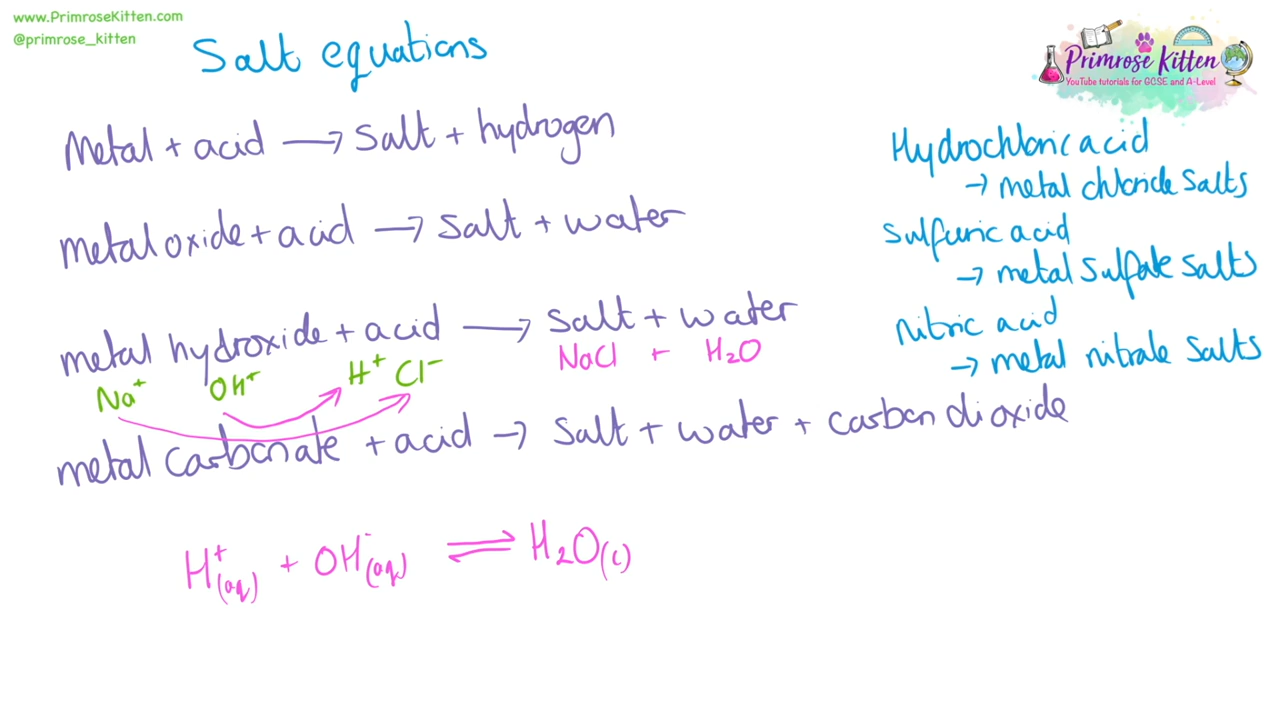 www.PrimroseKitten.com
@primrose_kitten
Salt equations
Primrose Kitten
YouTube tutorials for GCSE and A-Level
Metal + acid → Salt + hydrogen
metal oxide + acid → Salt + water
metal hydroxide + acid → Salt + water
NaCl + H₂O
Na⁺ OH⁺ H⁺ Cl⁻
metal carbonate + acid → Salt + water + carbon dioxide
H⁺(aq) + OH⁻(aq) ⇌ H₂O(l)
Hydrochloric acid
→ metal chloride salts
Sulfuric acid
→ metal sulfate salts
nitric acid
→ metal nitrate salts